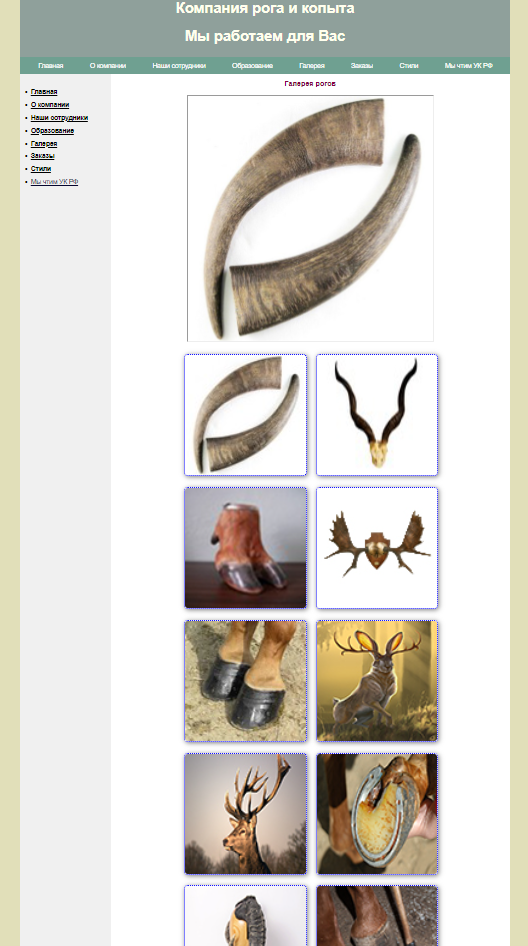 Компания рога и копыта
Мы работаем для Вас
Главная О компании Наши сотрудники Образование Галерея Заказы Стили Мы чтим УК РФ
Главная
О компании
Наши сотрудники
Образование
Галерея
Заказы
Стили
Мы чтим УК РФ
Галерея рогов